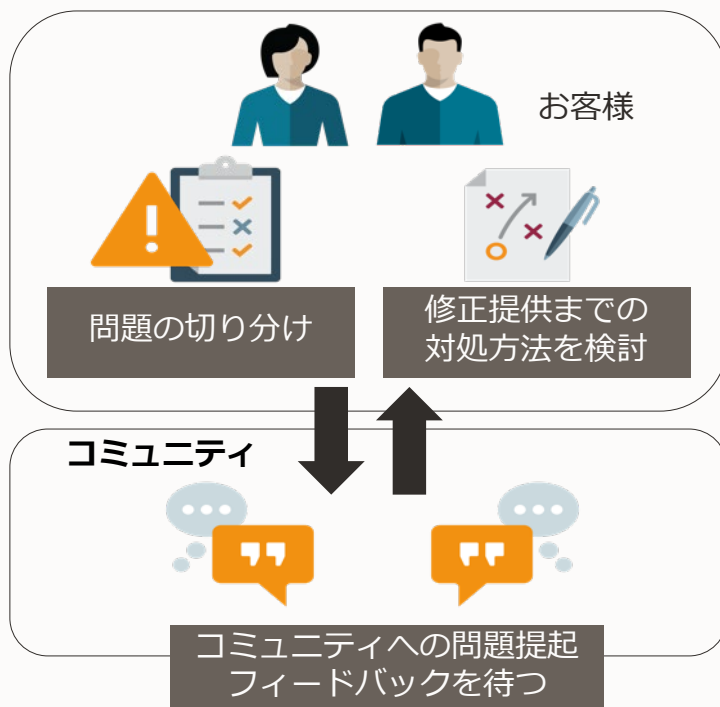 お客様
問題の切り分け
修正提供までの
対処方法を検討
コミュニティ
コミュニティへの問題提起
フィードバックを待つ